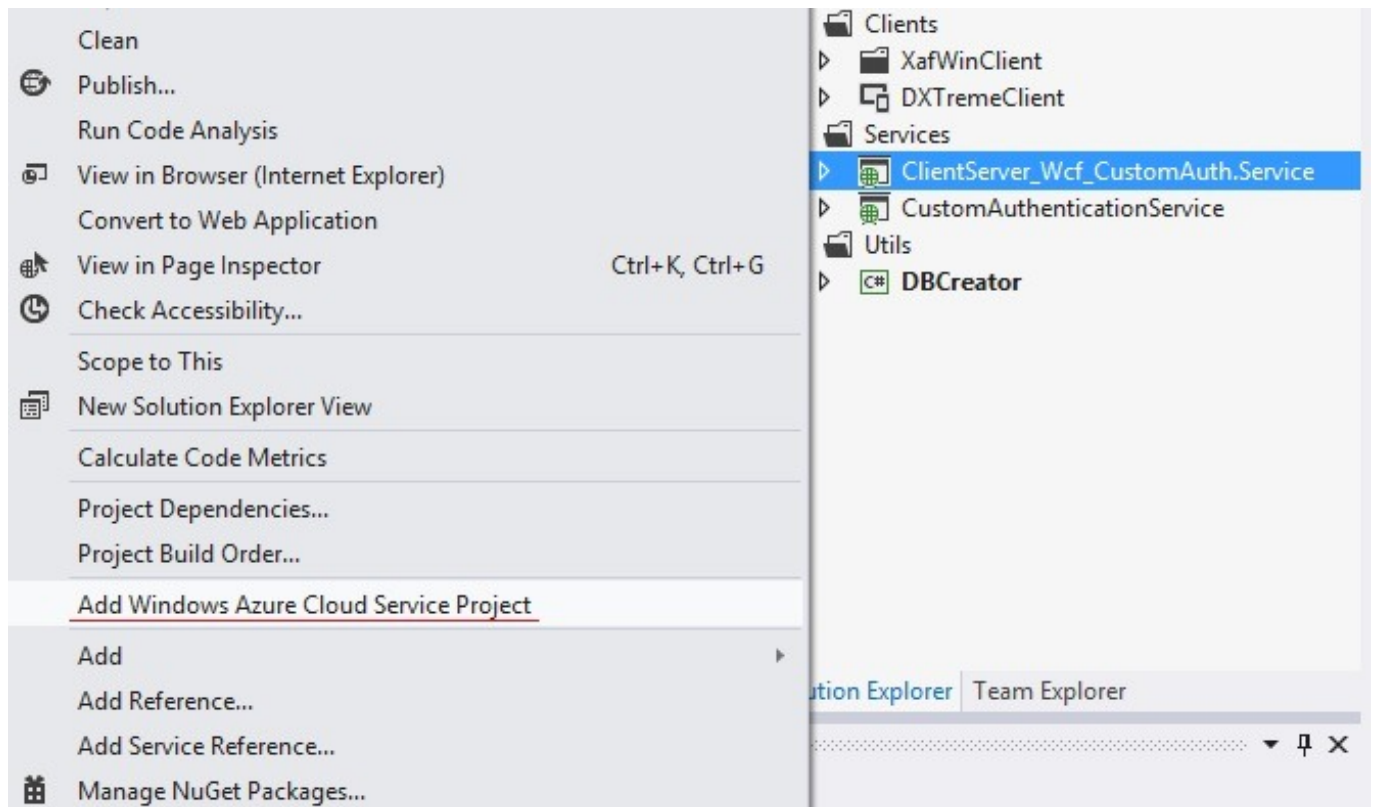 Clean
Publish...
Run Code Analysis
View in Browser (Internet Explorer)
Convert to Web Application
View in Page Inspector Ctrl+K, Ctrl+G
Check Accessibility...
Scope to This
New Solution Explorer View
Calculate Code Metrics
Project Dependencies...
Project Build Order...
Add Windows Azure Cloud Service Project
Add
Add Reference...
Add Service Reference...
Manage NuGet Packages...
Clients
XafWinClient
DXTremeClient
Services
ClientServer_Wcf_CustomAuth.Service
CustomAuthenticationService
Utils
C# DBCreator
ution Explorer Team Explorer